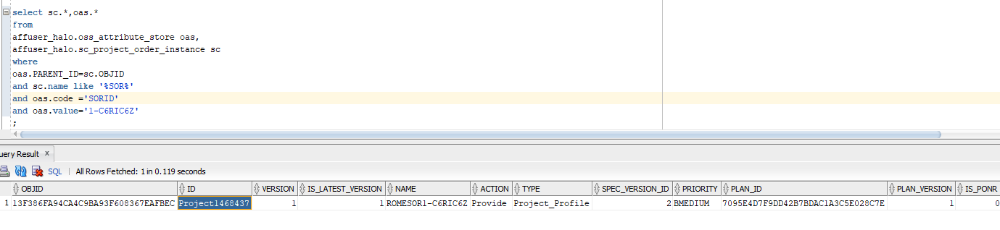 select sc.*,oas.*
from
affuser_halo.oss_attribute_store oas,
affuser_halo.sc_project_order_instance sc
where
oas.PARENT_ID=sc.OBJID
and sc.name like '%SOR%'
and oas.code ='SORID'
and oas.value='1-C6RIC6Z'
;
uery Result x
SQL | All Rows Fetched: 1 in 0.119 seconds
OBJID ID VERSION IS_LATEST_VERSION NAME ACTION TYPE SPEC_VERSION_ID PRIORITY PLAN_ID PLAN_VERSION IS_PONR
1 13F386FA94CA4C9BA93F608367EAFBEC Project1468437 1 1 ROMESOR1-C6RIC6Z Provide Project_Profile 2 BMEDIUM 7095E4D7F9DD42B7BDAC1A3C5E028C7E 1 0